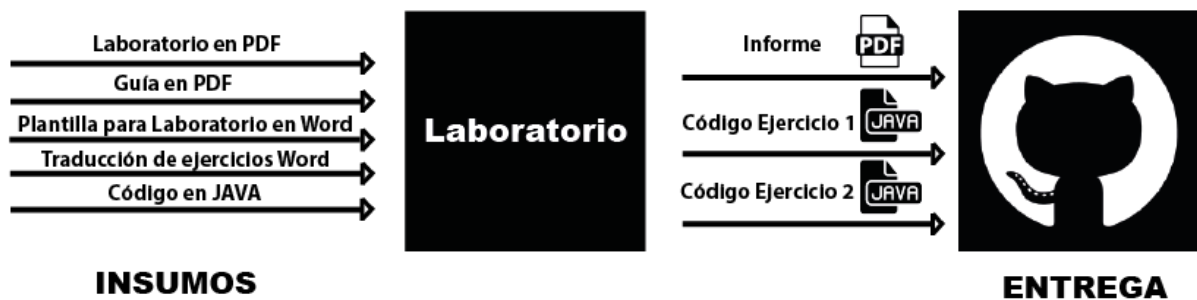 Laboratorio en PDF
Guía en PDF
Plantilla para Laboratorio en Word
Traducción de ejercicios Word
Código en JAVA
INSUMOS
Laboratorio
Informe
PDF
Código Ejercicio 1
JAVA
Código Ejercicio 2
JAVA
ENTREGA